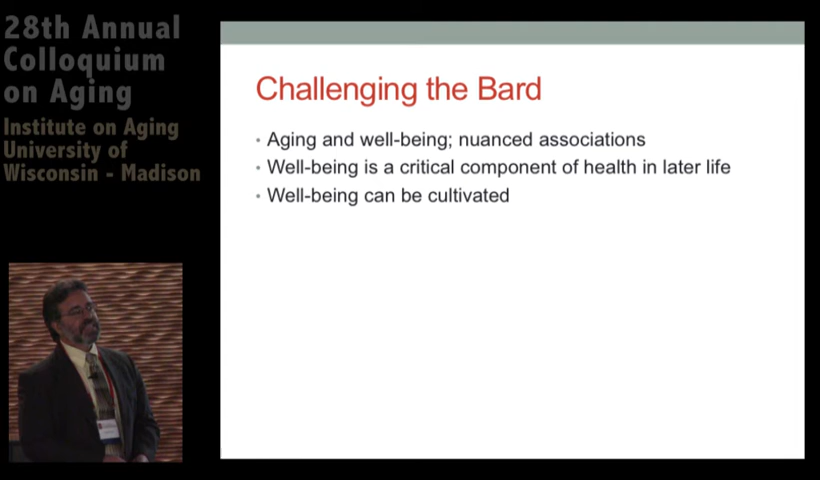 28th Annual
Colloquium
on Aging
Institute on Aging
University of
Wisconsin - Madison
Challenging the Bard
• Aging and well-being; nuanced associations
• Well-being is a critical component of health in later life
• Well-being can be cultivated